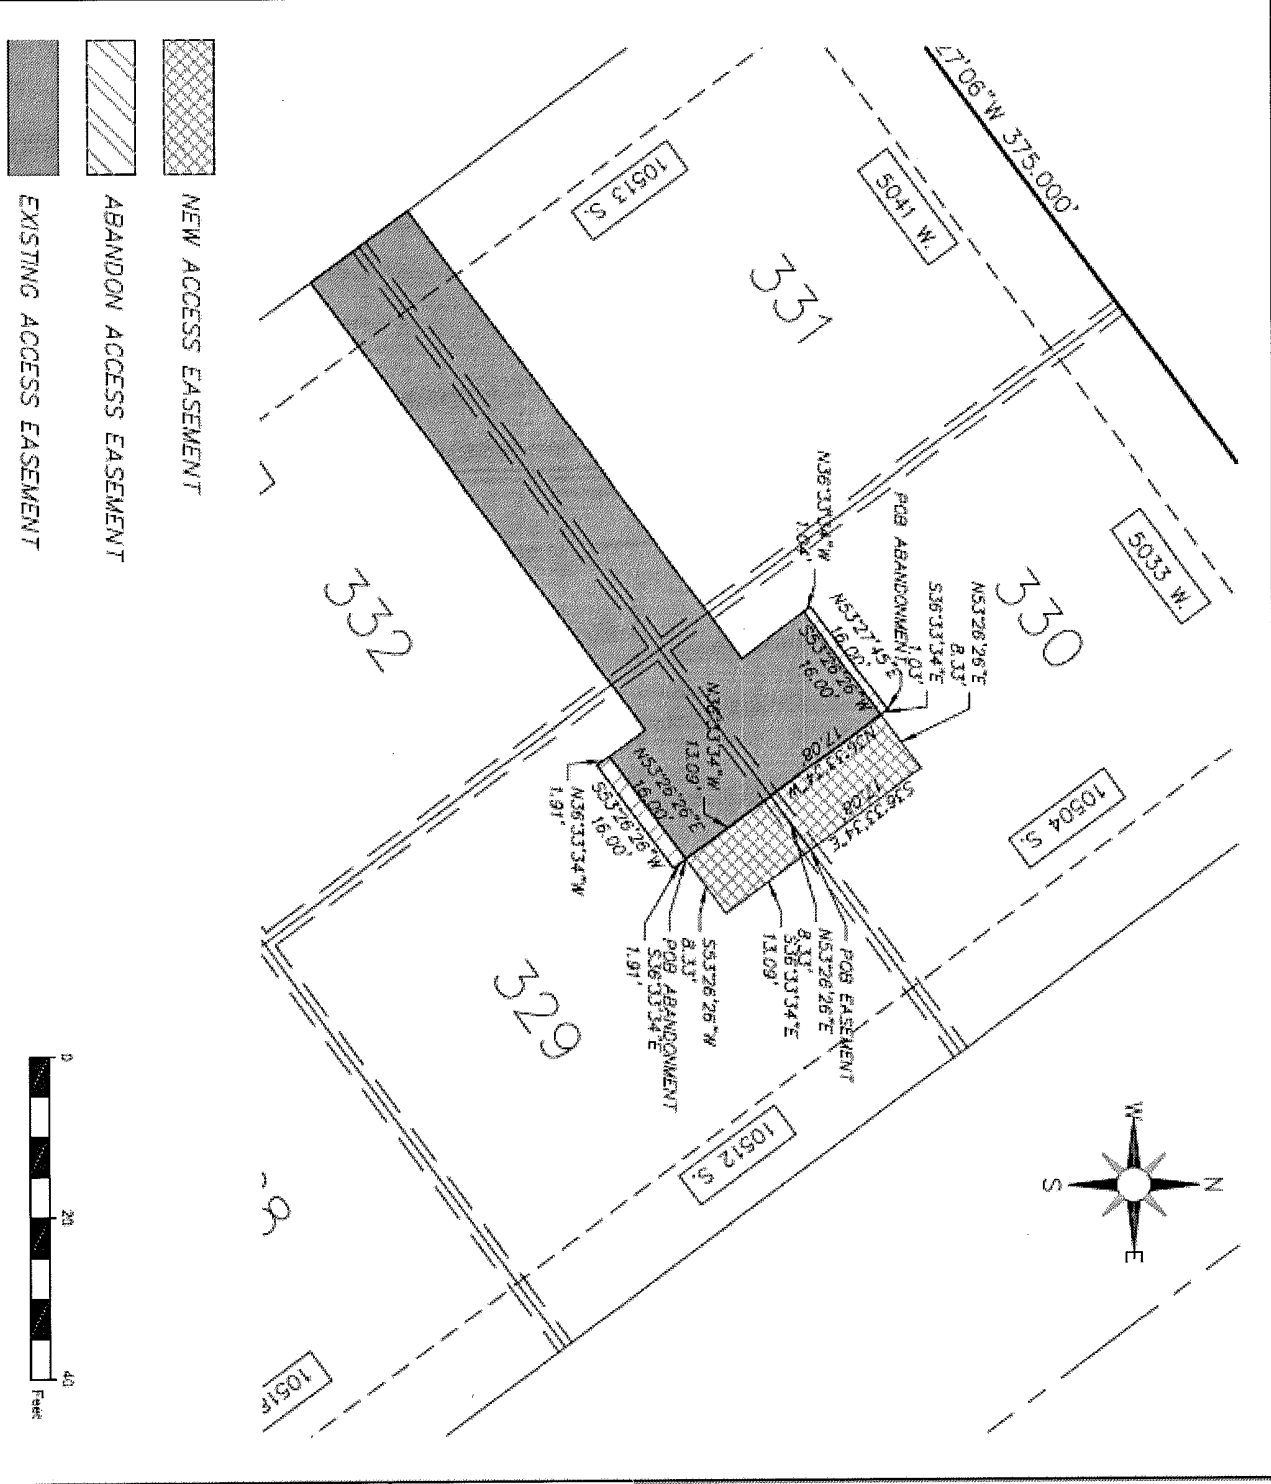 27'06"W 375.000'
5041 W.
10513 S.
331
5033 W.
330
N36°33'34"W
1.04'
POB ABANDONMENT
N53°26'26"E
8.33'
S36°33'34"E
1.03'
N53°27'45"E
16.00'
S53°26'26"W
16.00'
N36°33'34"W
17.08
S36°33'34"E
17.08'
N36°33'34"W
13.09'
N53°26'26"E
16.00'
S53°26'26"W
16.00'
N36°33'34"W
1.91'
POB EASEMENT
N53°26'26"E
8.33'
S36°33'34"E
13.09'
S53°26'26"W
8.33'
POB ABANDONMENT
S36°33'34"E
1.91'
10504 S.
332
329
10512 S.
8
1051
N
W
E
S
NEW ACCESS EASEMENT
ABANDON ACCESS EASEMENT
EXISTING ACCESS EASEMENT
0
20
40
Feet